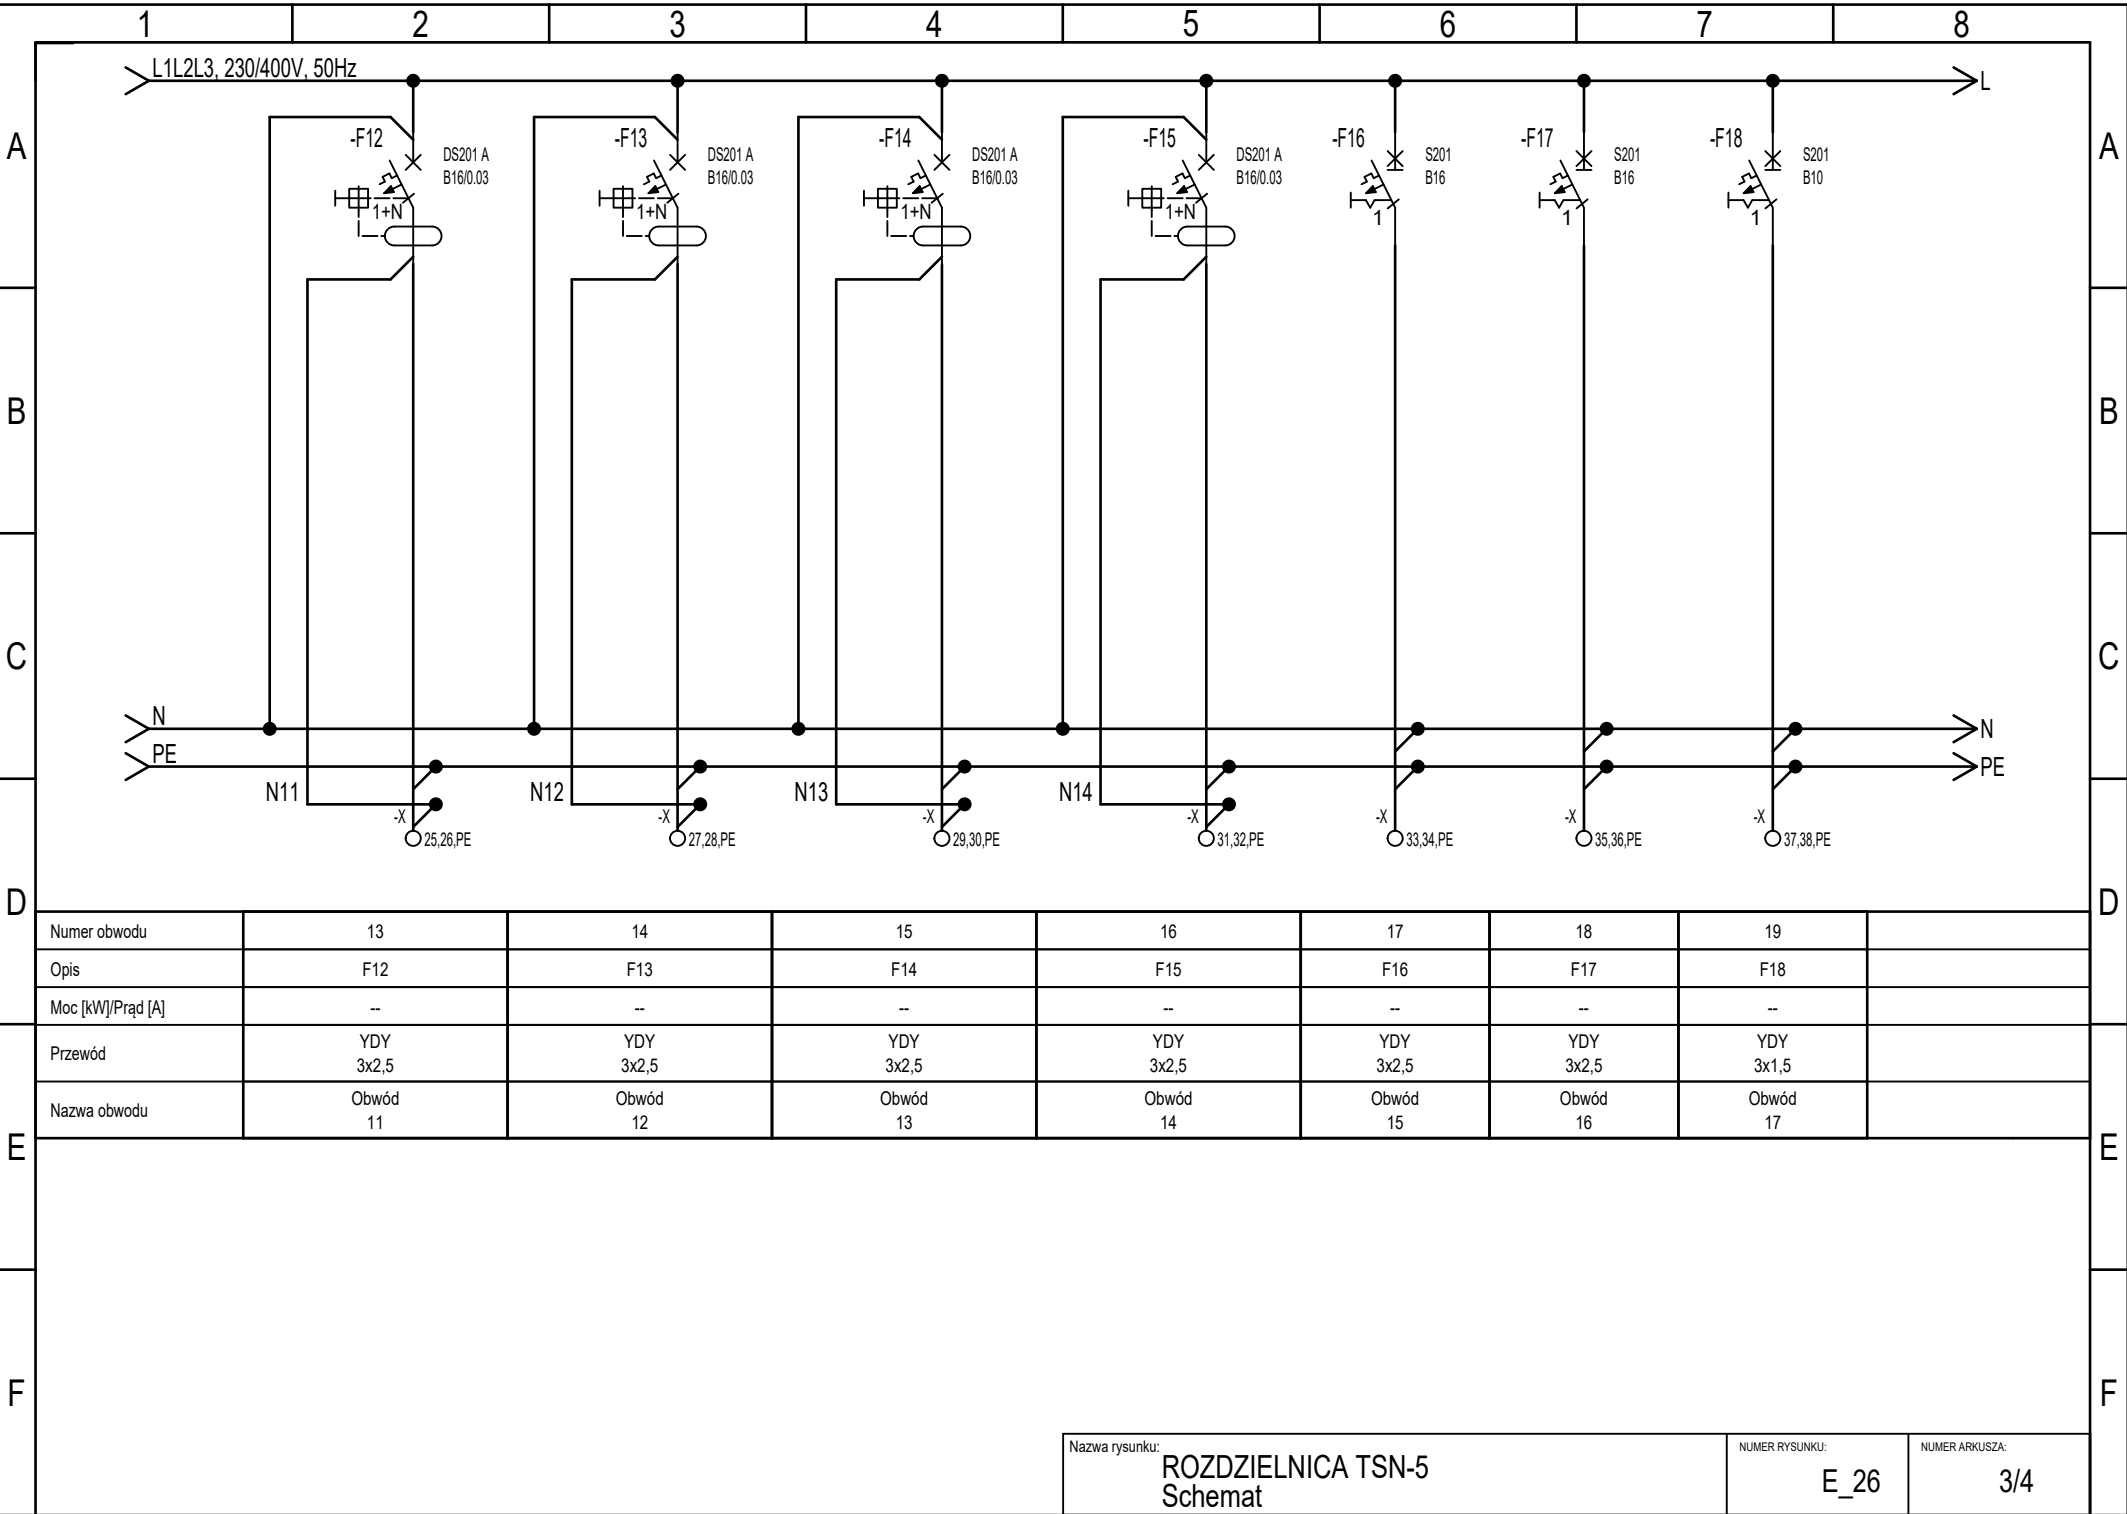 1 2 3 4 5 6 7 8
L1L2L3, 230/400V, 50Hz
L
A A
-F12 DS201 A
B16/0.03
1+N
-F13 DS201 A
B16/0.03
1+N
-F14 DS201 A
B16/0.03
1+N
-F15 DS201 A
B16/0.03
1+N
-F16 S201
B16
1
-F17 S201
B16
1
-F18 S201
B10
1
B B
C C
N N
PE PE
N11 N12 N13 N14
-X -X -X -X -X -X -X
25,26,PE 27,28,PE 29,30,PE 31,32,PE 33,34,PE 35,36,PE 37,38,PE
D D
Numer obwodu 13 14 15 16 17 18 19
Opis F12 F13 F14 F15 F16 F17 F18
Moc [kW]/Prąd [A] -- -- -- -- -- -- --
Przewód YDY YDY YDY YDY YDY YDY YDY
3x2,5 3x2,5 3x2,5 3x2,5 3x2,5 3x2,5 3x1,5
Nazwa obwodu Obwód Obwód Obwód Obwód Obwód Obwód Obwód
11 12 13 14 15 16 17
E E
F F
Nazwa rysunku:
ROZDZIELNICA TSN-5
Schemat
NUMER RYSUNKU:
E_26
NUMER ARKUSZA:
3/4